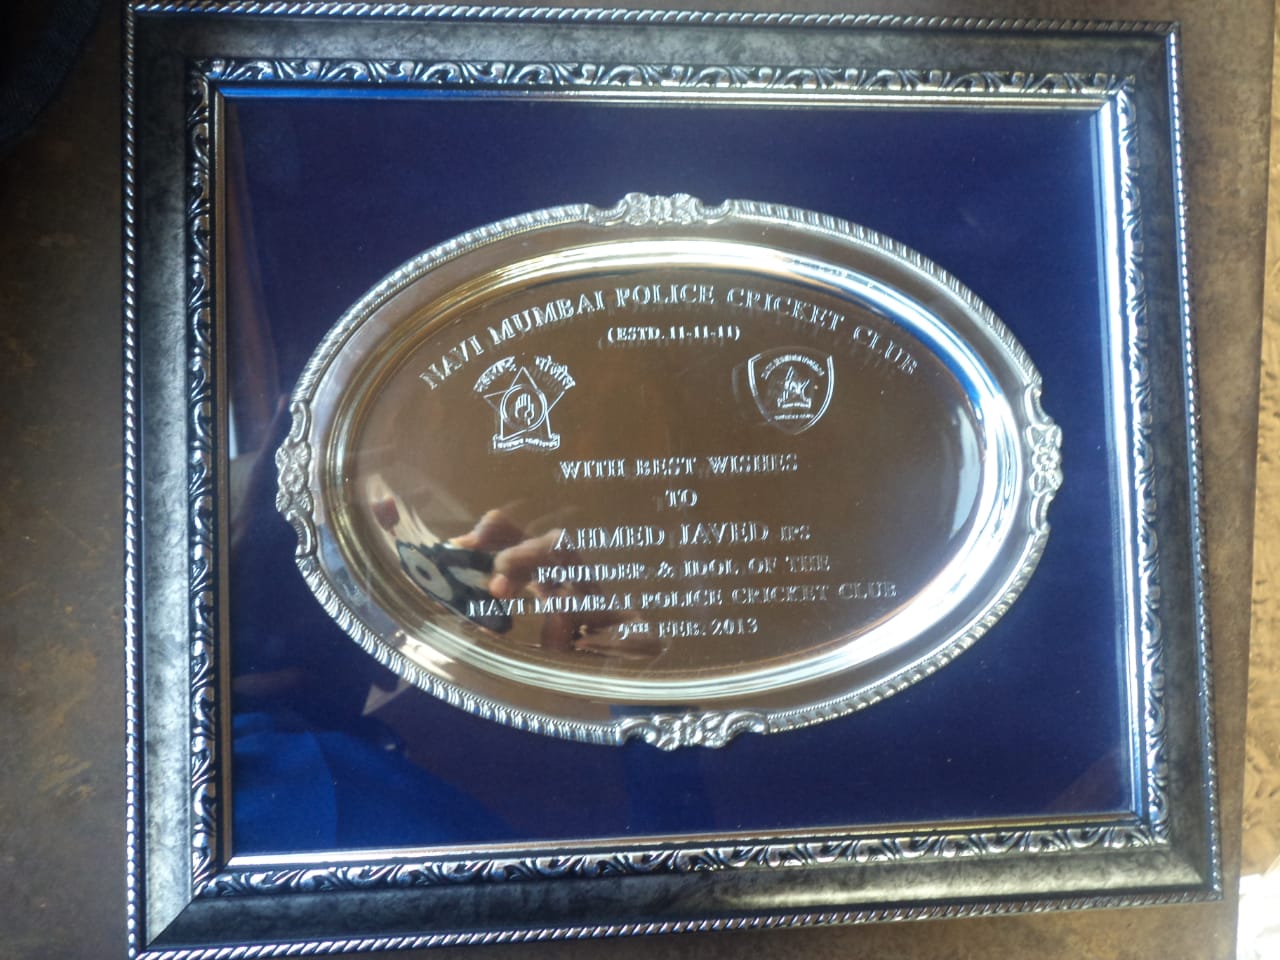 NAVI MUMBAI POLICE CRICKET CLUB
(ESTD. 11-11-11)
महाराष्ट्र पोलीस
WITH BEST WISHES
TO
AHMED JAVED IPS
FOUNDER & IDOL OF THE
NAVI MUMBAI POLICE CRICKET CLUB
9TH FEB. 2013